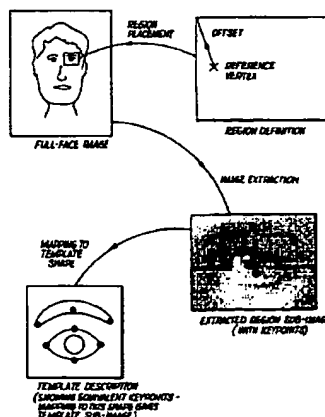 REGION
PLACEMENT
OFFSET
REFERENCE
VERTEX
FULL-FACE IMAGE
REGION DEFINITION
IMAGE EXTRACTION
MAPPING TO
TEMPLATE
SHAPE
EXTRACTED REGION SUB-IMAGE
(WITH KEYPOINTS)
TEMPLATE DESCRIPTION
(SHOWING EQUIVALENT KEYPOINTS -
MAPPING TO THIS SHAPE GIVES
TEMPLATE SUB-IMAGE)